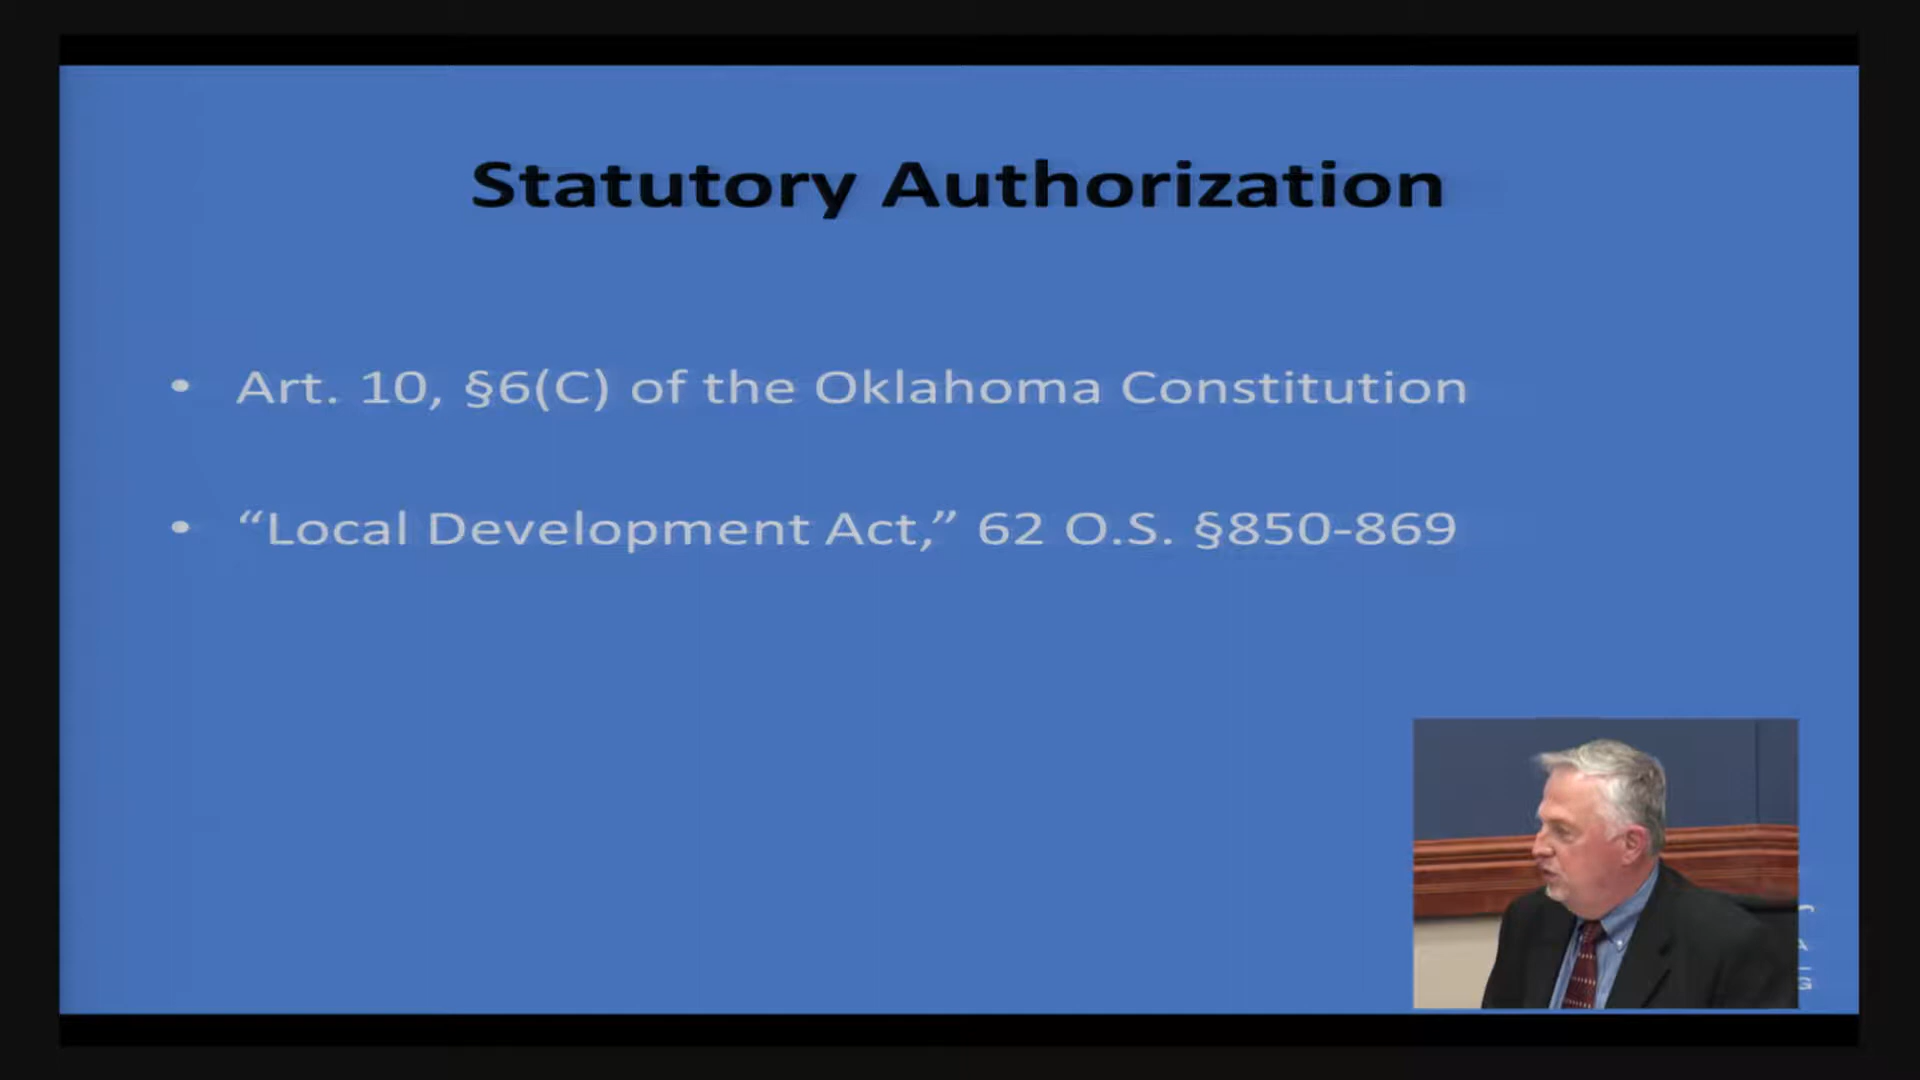 Statutory Authorization
• Art. 10, §6(C) of the Oklahoma Constitution
• “Local Development Act,” 62 O.S. §850-869